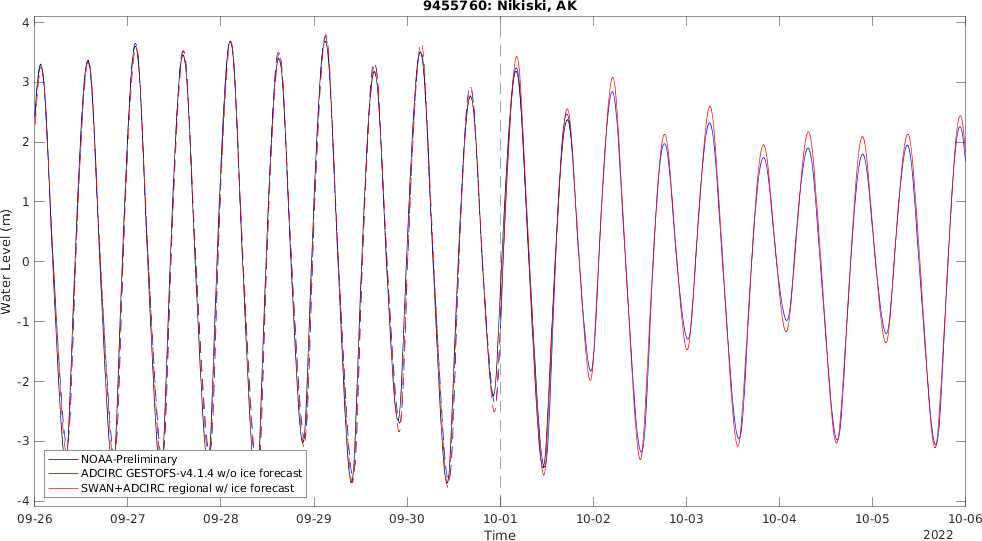 9455760: Nikiski, AK
4
3
2
1
0
-1
-2
-3
-4
Water Level (m)
NOAA-Preliminary
ADCIRC GESTOFS-v4.1.4 w/o ice forecast
SWAN+ADCIRC regional w/ ice forecast
09-26 09-27 09-28 09-29 09-30 10-01 10-02 10-03 10-04 10-05 10-06
Time
2022